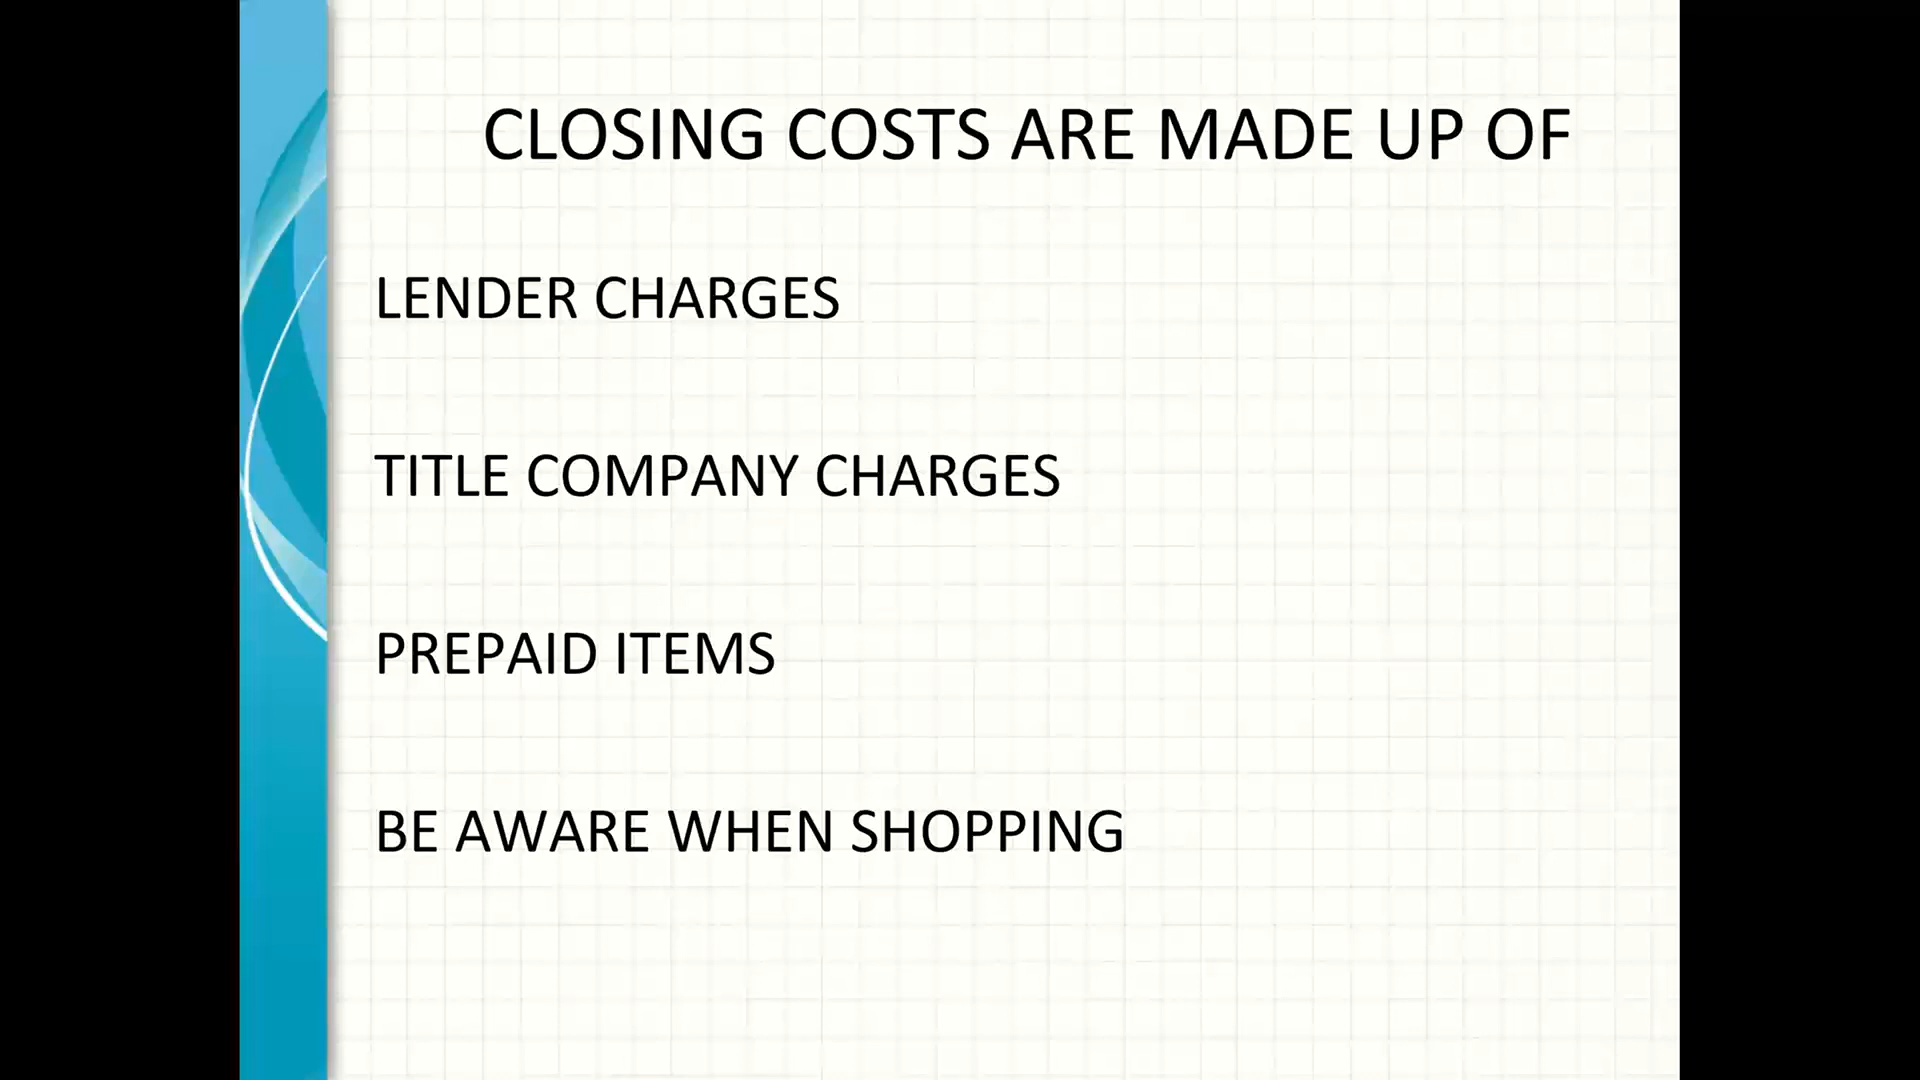 CLOSING COSTS ARE MADE UP OF
LENDER CHARGES
TITLE COMPANY CHARGES
PREPAID ITEMS
BE AWARE WHEN SHOPPING